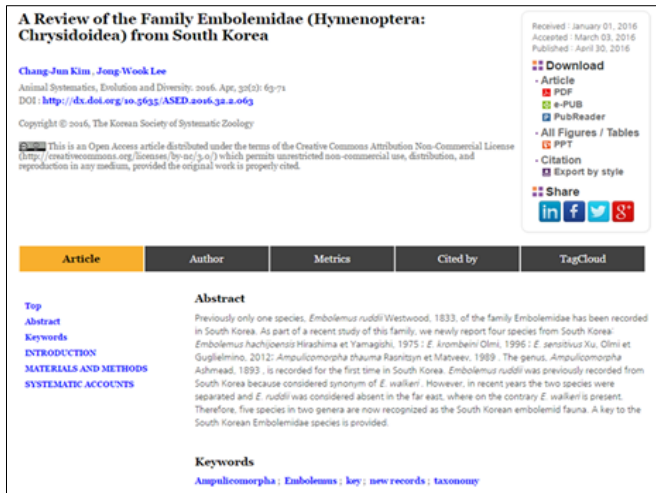 A Review of the Family Embolemidae (Hymenoptera:
Chrysidoidea) from South Korea
Chang-Jun Kim , Jong-Wook Lee
Animal Systematics, Evolution and Diversity. 2016. Apr, 32(2): 63-71
DOI : http://dx.doi.org/10.5635/ASED.2016.32.2.063
Copyright © 2016, The Korean Society of Systematic Zoology
This is an Open Access article distributed under the terms of the Creative Commons Attribution Non-Commercial License
(http://creativecommons.org/licenses/by-nc/3.0/) which permits unrestricted non-commercial use, distribution, and
reproduction in any medium, provided the original work is properly cited.
Received : January 01, 2016
Accepted : March 03, 2016
Published : April 30, 2016
Download
- Article
PDF
e-PUB
PubReader
- All Figures / Tables
PPT
- Citation
Export by style
Share
in f 8+
Article Author Metrics Cited by TagCloud
Top
Abstract
Keywords
INTRODUCTION
MATERIALS AND METHODS
SYSTEMATIC ACCOUNTS
Abstract
Previously only one species, Embolemus ruddii Westwood, 1833, of the family Embolemidae has been recorded
in South Korea. As part of a recent study of this family, we newly report four species from South Korea:
Embolemus hachijoensis Hirashima et Yamagishi, 1975 ; E. krombeini Olmi, 1996 ; E. sensitivus Xu, Olmi et
Guglielmino, 2012; Ampulicomorpha thauma Rasnitsyn et Matveev, 1989 . The genus, Ampulicomorpha
Ashmead, 1893 , is recorded for the first time in South Korea. Embolemus ruddii was previously recorded from
South Korea because considered synonym of E. walkeri . However, in recent years the two species were
separated and E. ruddii was considered absent in the far east, where on the contrary E. walkeri is present.
Therefore, five species in two genera are now recognized as the South Korean embolemid fauna. A key to the
South Korean Embolemidae species is provided.
Keywords
Ampulicomorpha ; Embolemus ; key ; new records ; taxonomy